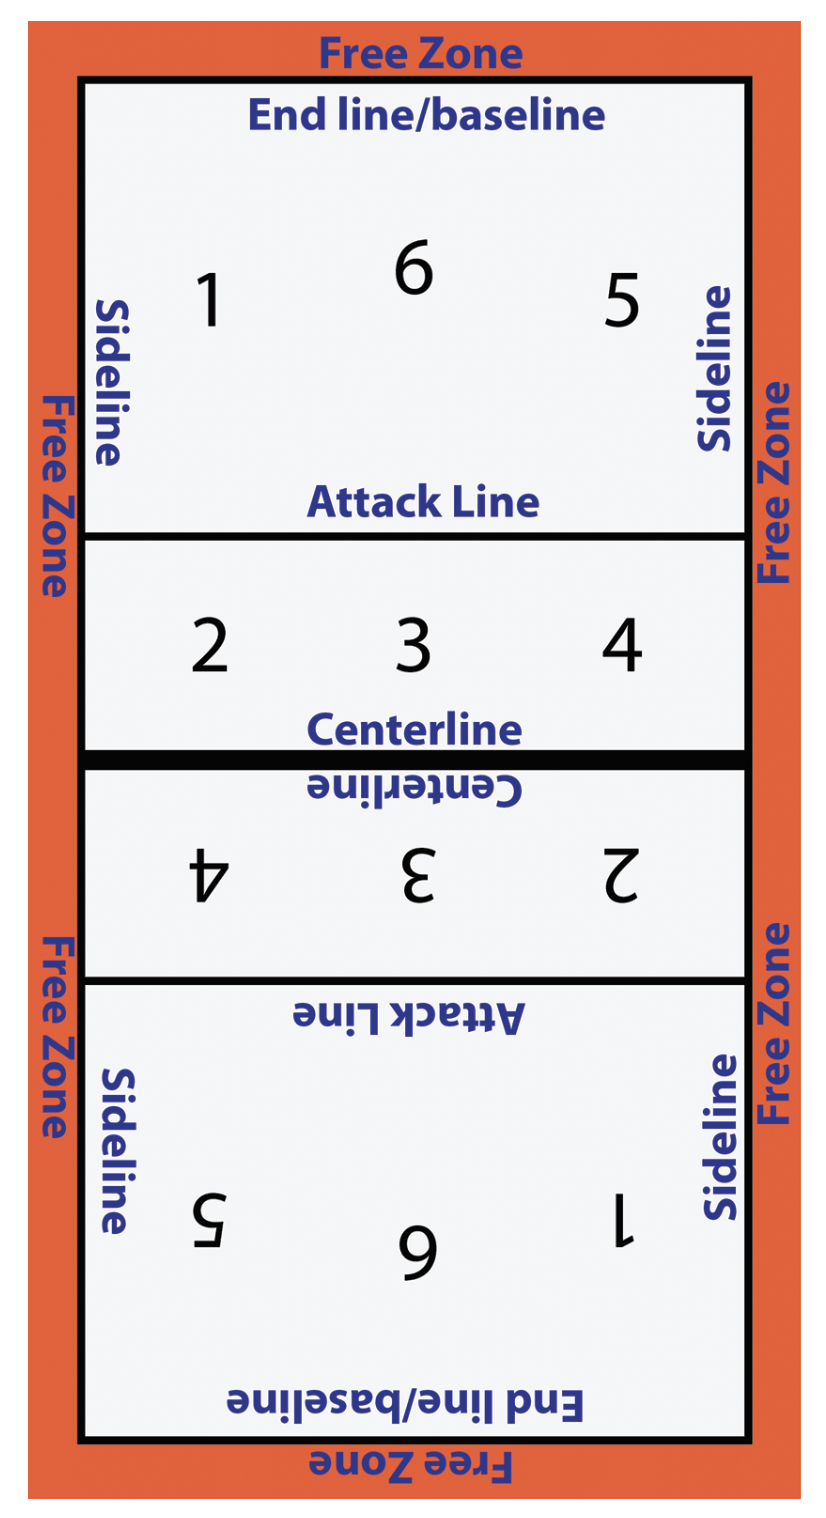 Free Zone
End line/baseline
1 6 5
Sideline
Sideline
Free Zone
Free Zone
Attack Line
2 3 4
Centerline
Centerline
4 3 2
Attack Line
Free Zone
Free Zone
Sideline
Sideline
5 6 1
End line/baseline
Free Zone